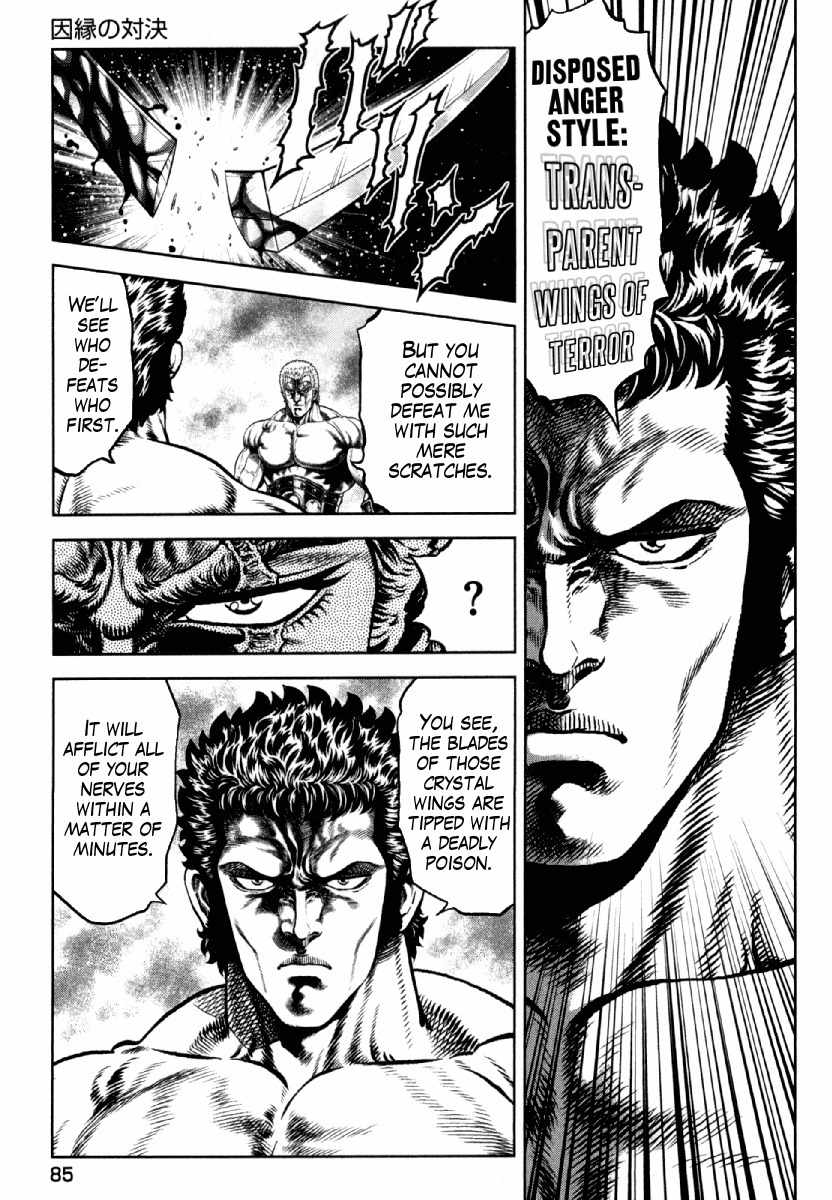 因縁の対決
DISPOSED
ANGER
STYLE:
TRANS-
PARENT
WINGS OF
TERROR
BUT YOU
CANNOT
POSSIBLY
DEFEAT ME
WITH SUCH
MERE
SCRATCHES.
WE'LL
SEE
WHO
DE-
FEATS
WHO
FIRST.
?
YOU SEE,
THE BLADES
OF THOSE
CRYSTAL
WINGS ARE
TIPPED WITH
A DEADLY
POISON.
IT WILL
AFFLICT ALL
OF YOUR
NERVES
WITHIN A
MATTER OF
MINUTES.
85